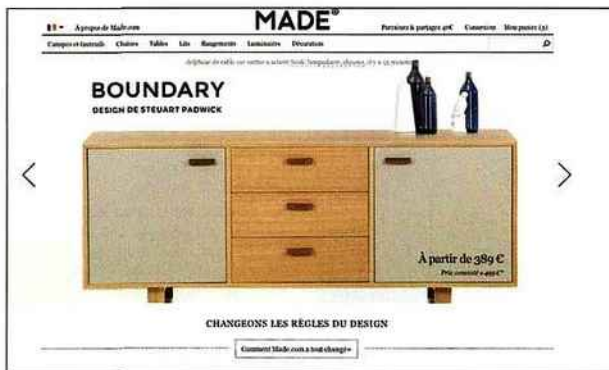 À propos de Made.com
MADE
Parrainez & partagez 40€ Connexion Mon panier (3)
Canapés et fauteuils Chaises Tables Lits Rangements Luminaires Décoration
BOUNDARY
DESIGN DE STEUART PADWICK
À partir de 389 €
Prix constaté
CHANGEONS LES RÈGLES DU DESIGN
Comment Made.com a tout changé